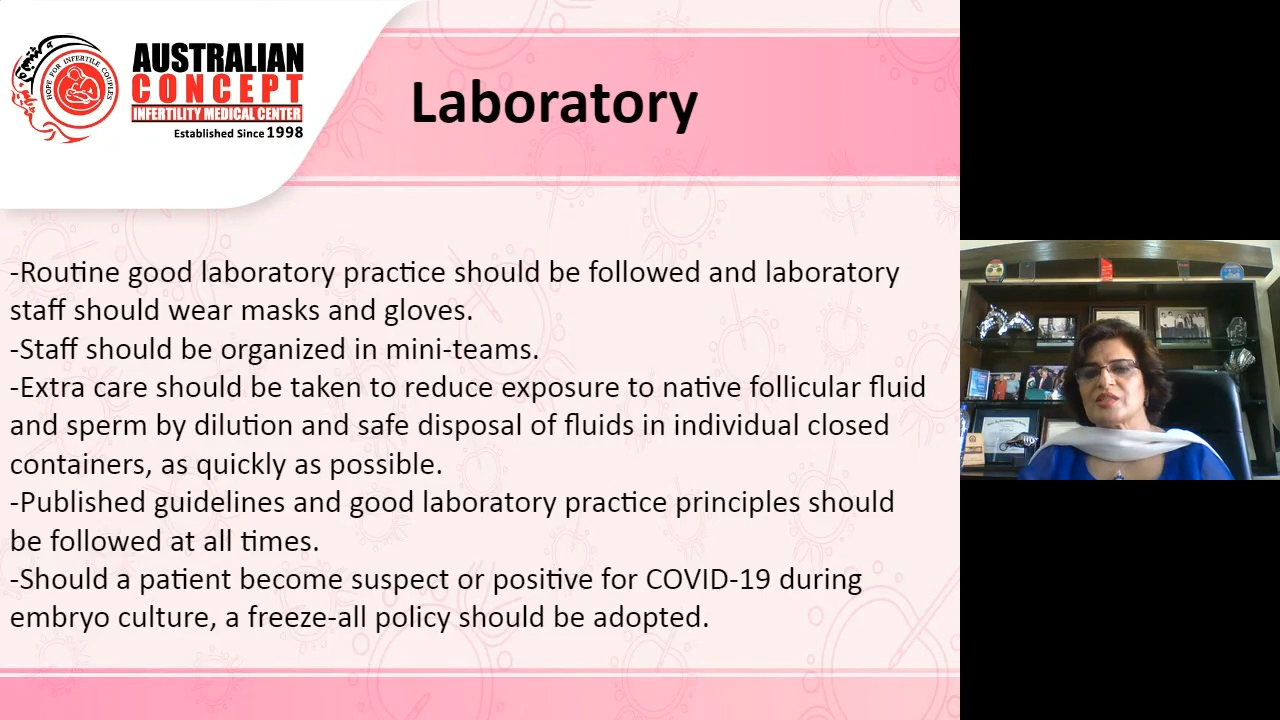 HOPE FOR INFERTILE COUPLES
AUSTRALIAN
CONCEPT
INFERTILITY MEDICAL CENTER
Established Since 1998
Laboratory
-Routine good laboratory practice should be followed and laboratory
staff should wear masks and gloves.
-Staff should be organized in mini-teams.
-Extra care should be taken to reduce exposure to native follicular fluid
and sperm by dilution and safe disposal of fluids in individual closed
containers, as quickly as possible.
-Published guidelines and good laboratory practice principles should
be followed at all times.
-Should a patient become suspect or positive for COVID-19 during
embryo culture, a freeze-all policy should be adopted.